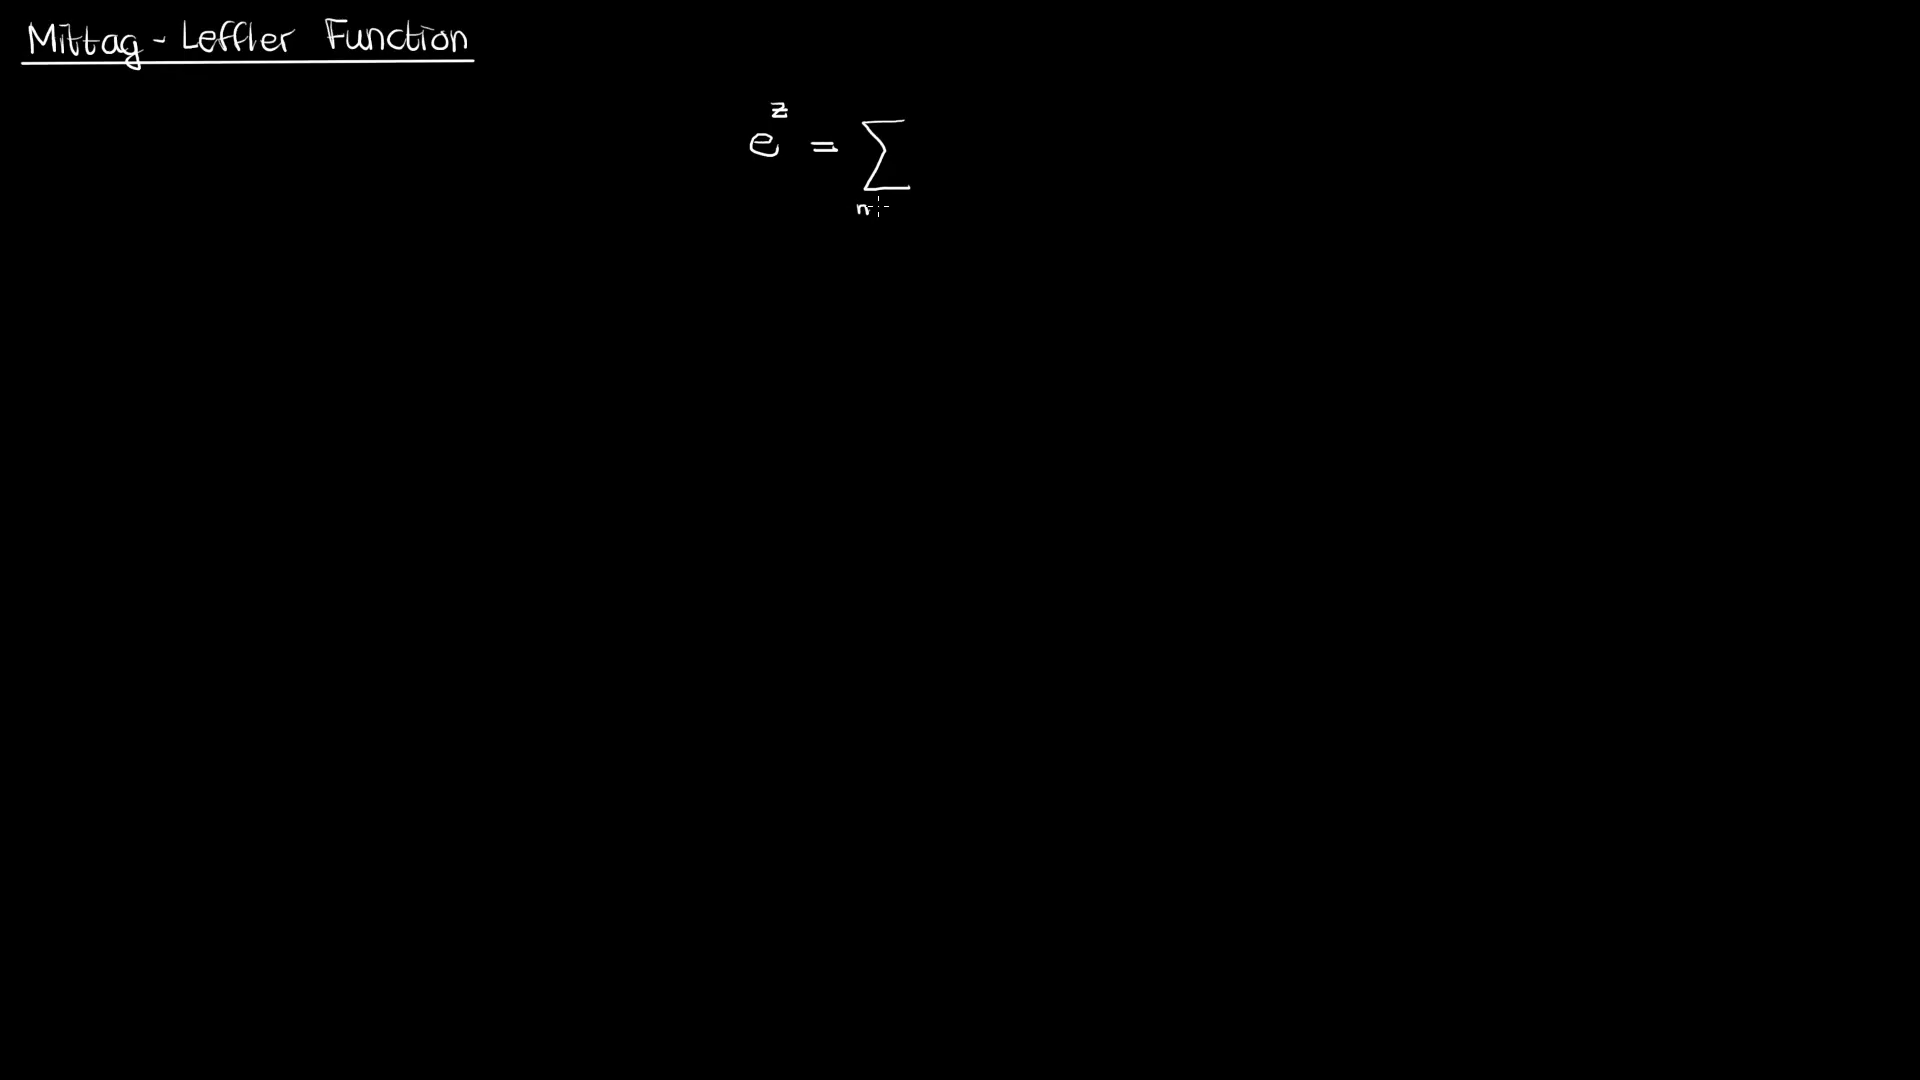 Mittag-Leffler Function
e^z = ∑
n